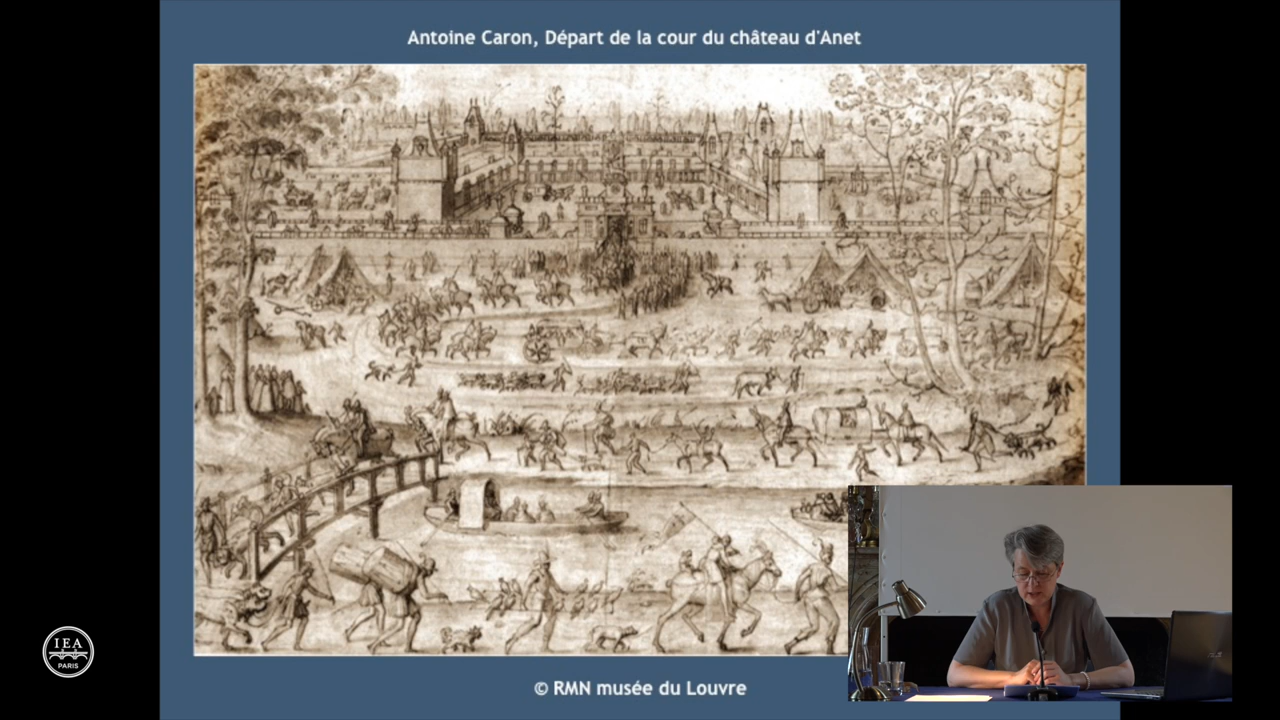 Antoine Caron, Départ de la cour du château d'Anet
IEA
PARIS
© RMN musée du Louvre